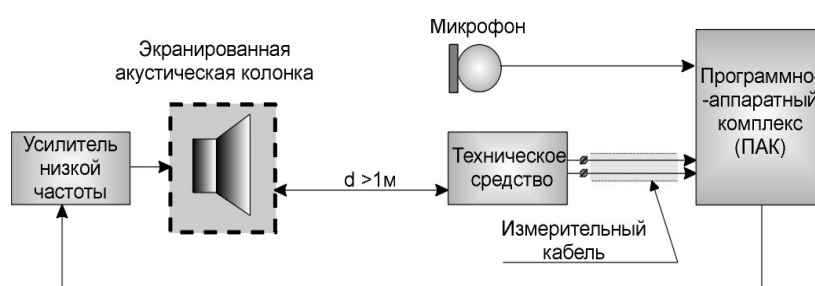 Микрофон
Экранированная
акустическая колонка
Программно-
-аппаратный
комплекс
(ПАК)
Усилитель
низкой
частоты
Техническое
средство
d >1м
Измерительный
кабель